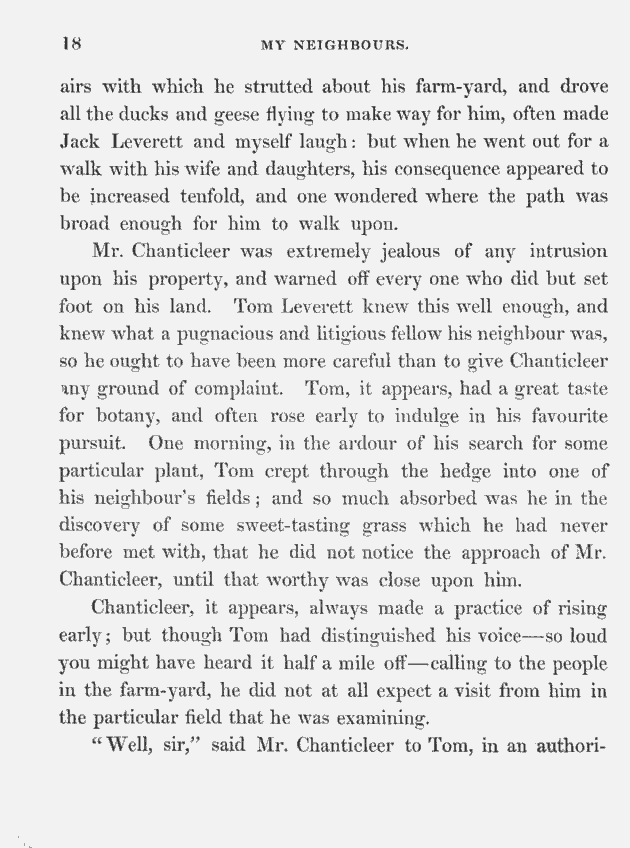 18 MY NEIGHBOURS.
airs with which he strutted about his farm-yard, and drove
all the ducks and geese flying to make way for him, often made
Jack Leverett and myself laugh: but when he went out for a
walk with his wife and daughters, his consequence appeared to
be increased tenfold, and one wondered where the path was
broad enough for him to walk upon.
Mr. Chanticleer was extremely jealous of any intrusion
upon his property, and warned off every one who did but set
foot on his land. Tom Leverett knew this well enough, and
knew what a pugnacious and litigious fellow his neighbour was,
so he ought to have been more careful than to give Chanticleer
any ground of complaint. Tom, it appears, had a great taste
for botany, and often rose early to indulge in his favourite
pursuit. One morning, in the ardour of his search for some
particular plant, Tom crept through the hedge into one of
his neighbour's fields; and so much absorbed was he in the
discovery of some sweet-tasting grass which he had never
before met with, that he did not notice the approach of Mr.
Chanticleer, until that worthy was close upon him.
Chanticleer, it appears, always made a practice of rising
early; but though Tom had distinguished his voice—so loud
you might have heard it half a mile off—calling to the people
in the farm-yard, he did not at all expect a visit from him in
the particular field that he was examining.
"Well, sir," said Mr. Chanticleer to Tom, in an authori-